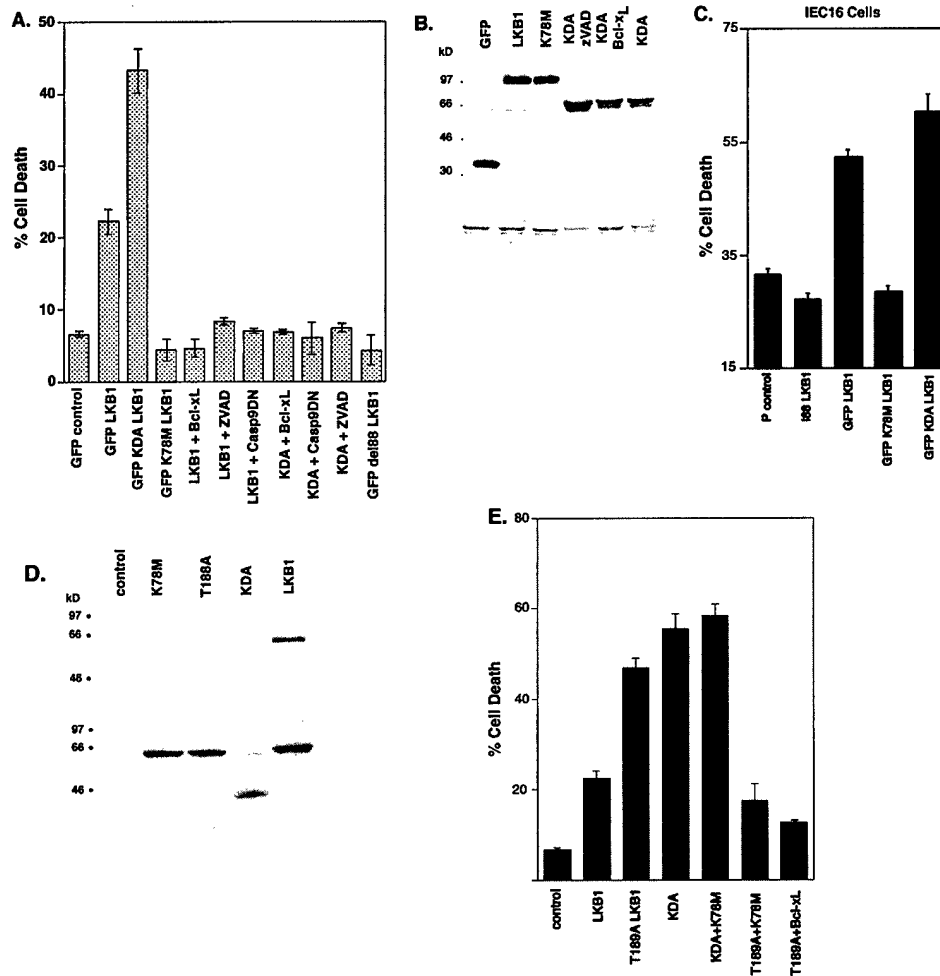 A.
50
40
30
20
10
0
% Cell Death
GFP control
GFP LKB1
GFP KDA LKB1
GFP K78M LKB1
LKB1 + Bcl-xL
LKB1 + ZVAD
LKB1 + Casp9DN
KDA + Bcl-xL
KDA + Casp9DN
KDA + ZVAD
GFP del88 LKB1
B.
kD
GFP
LKB1
K78M
KDA
zVAD
KDA
Bcl-xL
KDA
97
66
46
30
C.
IEC16 Cells
75
55
35
15
% Cell Death
P control
I88 LKB1
GFP LKB1
GFP K78M LKB1
GFP KDA LKB1
D.
kD
control
K78M
T188A
KDA
LKB1
97
66
46
97
66
46
E.
80
60
40
20
% Cell Death
control
LKB1
T189A LKB1
KDA
KDA+K78M
T189A+K78M
T189A+Bcl-xL